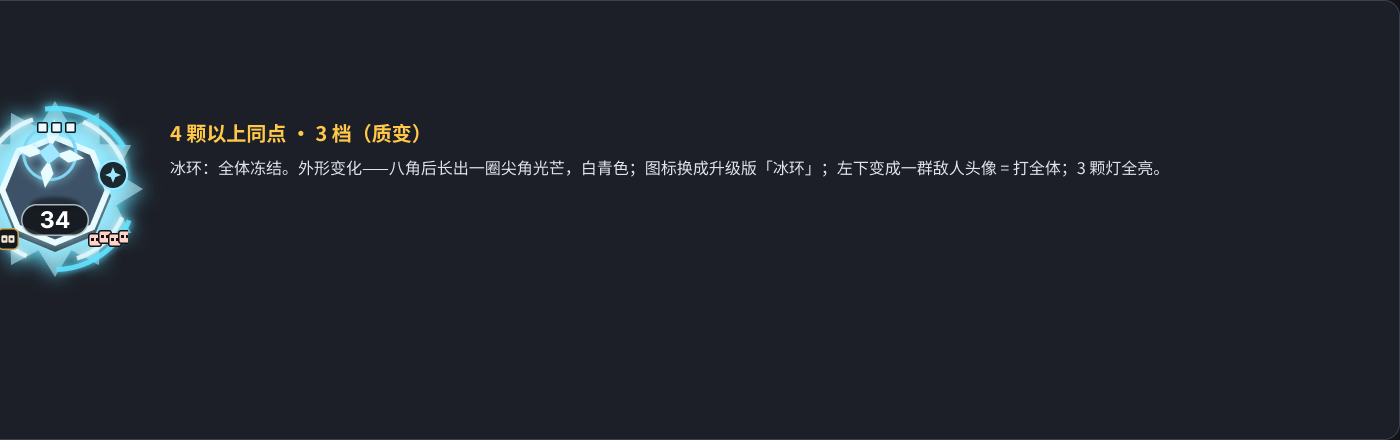 4 颗以上同点 · 3 档（质变）
冰环：全体冻结。外形变化——八角后长出一圈尖角光芒，白青色；图标换成升级版「冰环」；左下变成一群敌人头像 = 打全体；3 颗灯全亮。
34